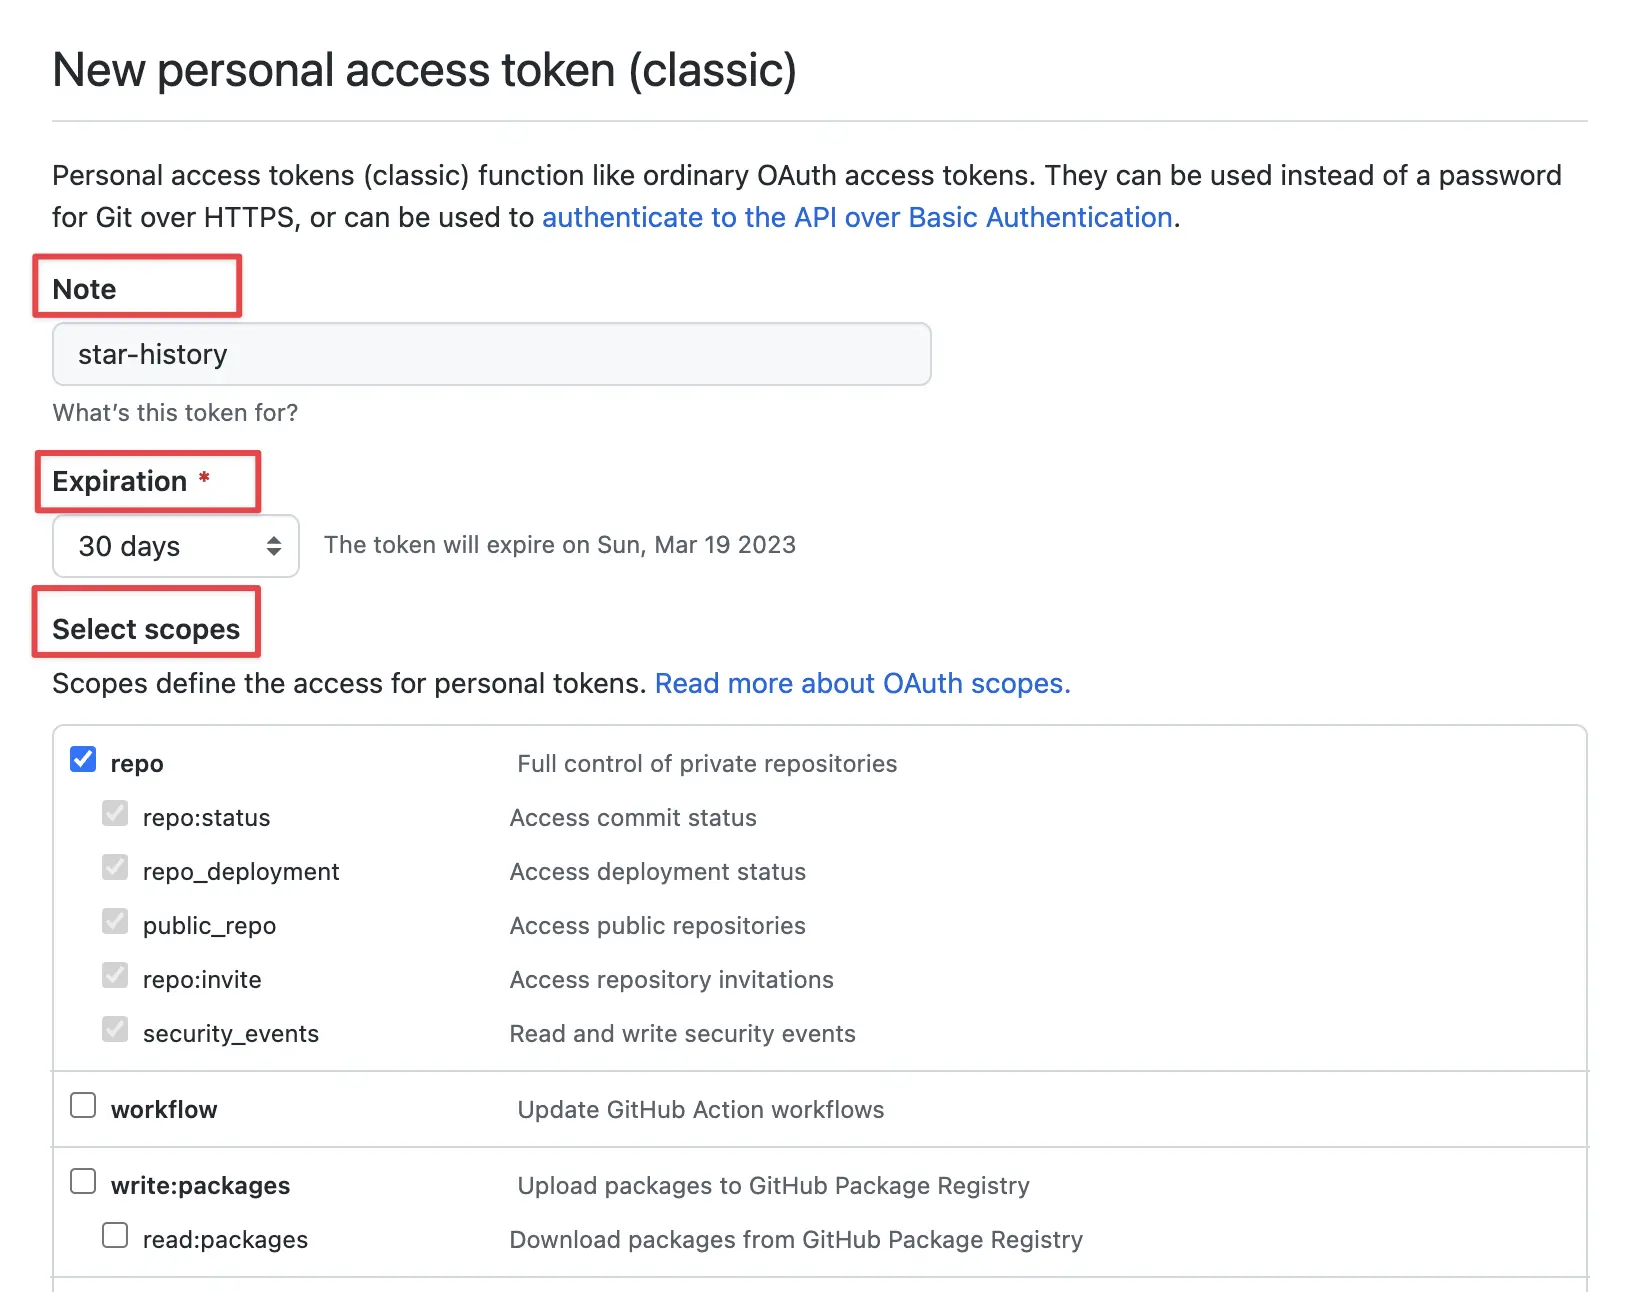 New personal access token (classic)
Personal access tokens (classic) function like ordinary OAuth access tokens. They can be used instead of a password
for Git over HTTPS, or can be used to authenticate to the API over Basic Authentication.
Note
star-history
What's this token for?
Expiration *
30 days The token will expire on Sun, Mar 19 2023
Select scopes
Scopes define the access for personal tokens. Read more about OAuth scopes.
repo Full control of private repositories
repo:status Access commit status
repo_deployment Access deployment status
public_repo Access public repositories
repo:invite Access repository invitations
security_events Read and write security events
workflow Update GitHub Action workflows
write:packages Upload packages to GitHub Package Registry
read:packages Download packages from GitHub Package Registry